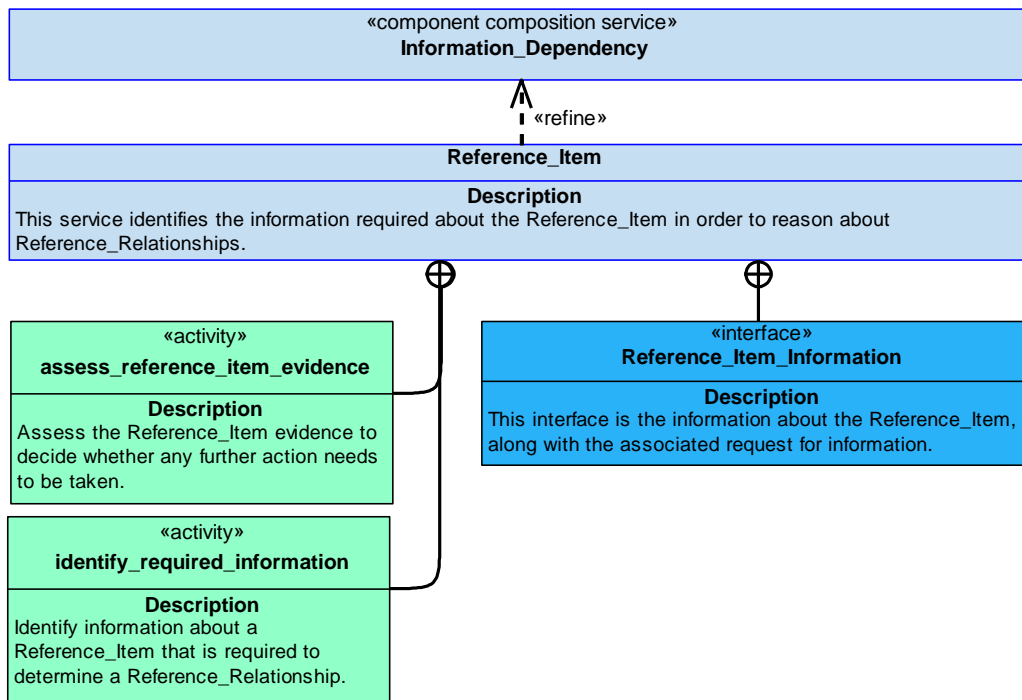 «component composition service»
Information_Dependency
«refine»
Reference_Item
Description
This service identifies the information required about the Reference_Item in order to reason about
Reference_Relationships.
«activity»
assess_reference_item_evidence
Description
Assess the Reference_Item evidence to
decide whether any further action needs
to be taken.
«interface»
Reference_Item_Information
Description
This interface is the information about the Reference_Item,
along with the associated request for information.
«activity»
identify_required_information
Description
Identify information about a
Reference_Item that is required to
determine a Reference_Relationship.